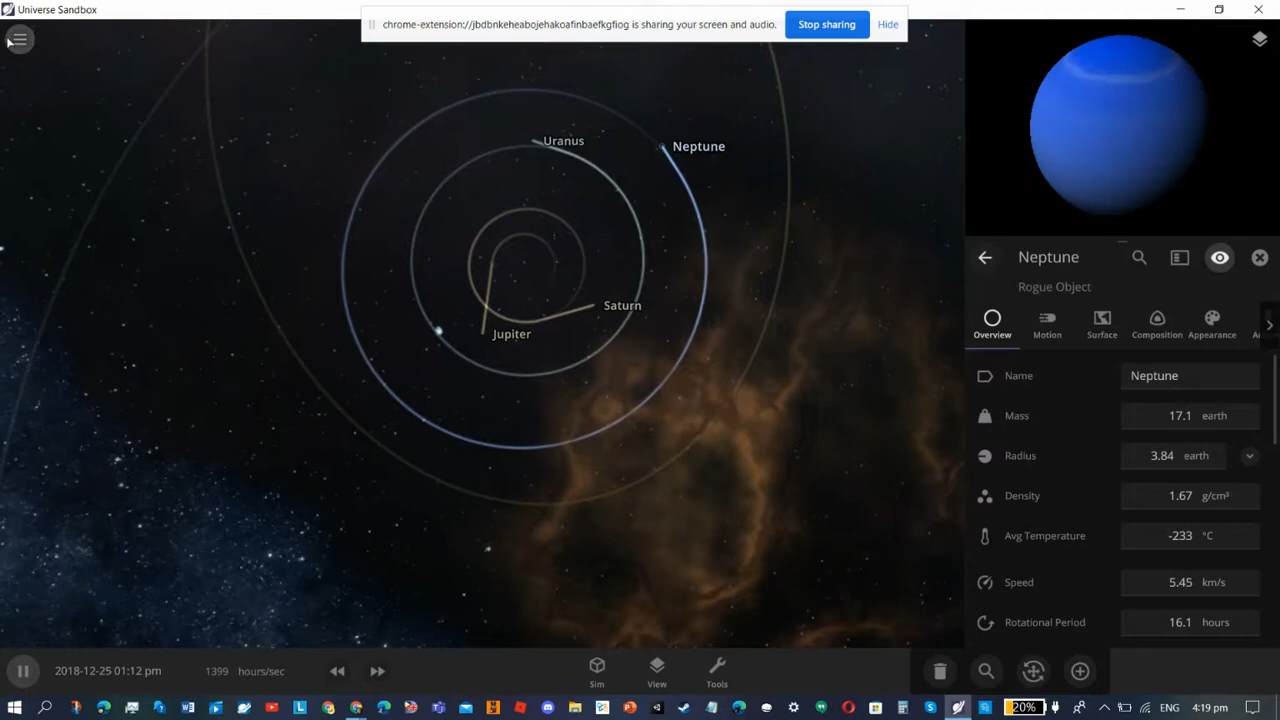 Universe Sandbox
chrome-extension://jbdbnkeheabojehakoafinbaefkgfiog is sharing your screen and audio.
Stop sharing
Hide
Uranus
Neptune
Saturn
Jupiter
Neptune
Rogue Object
Overview
Motion
Surface
Composition
Appearance
Name
Neptune
Mass
17.1 earth
Radius
3.84 earth
Density
1.67 g/cm³
Avg Temperature
-233 °C
Speed
5.45 km/s
Rotational Period
16.1 hours
2018-12-25 01:12 pm
1399 hours/sec
Sim
View
Tools
20%
ENG
4:19 pm